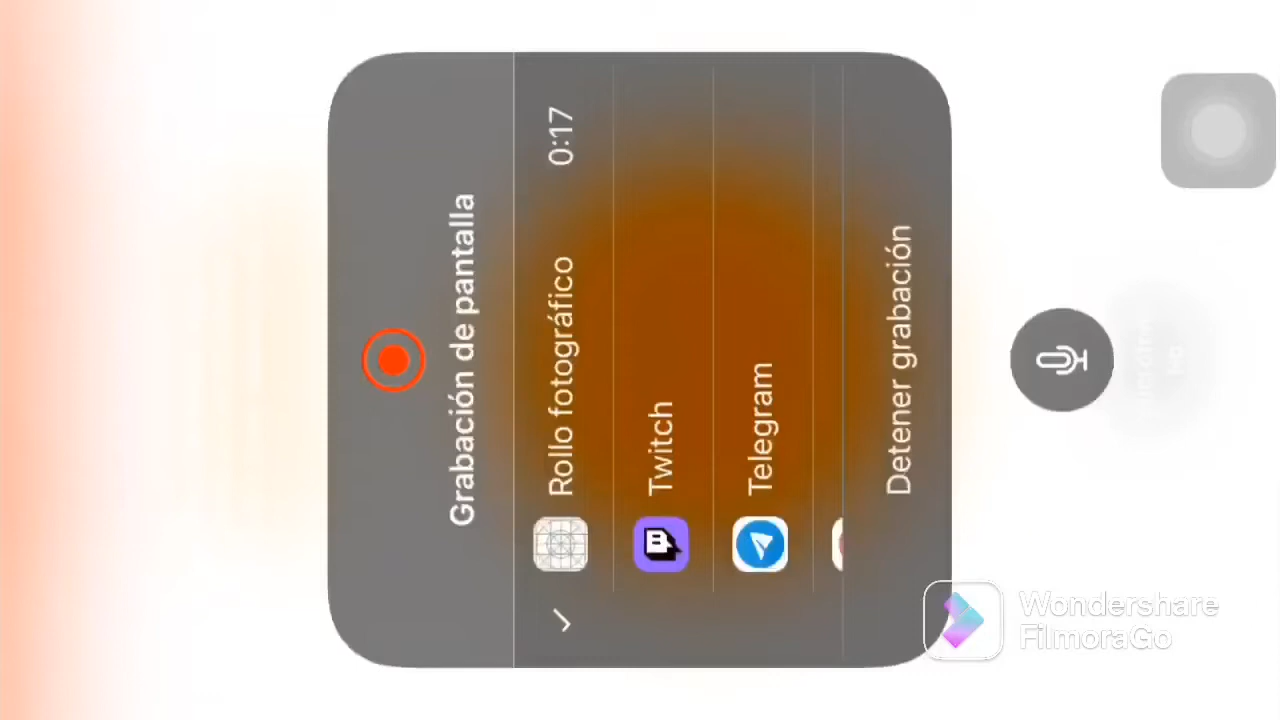 Grabación de pantalla
Rollo fotográfico 0:17
Twitch
Telegram
Detener grabación
Wondershare
FilmoraGo